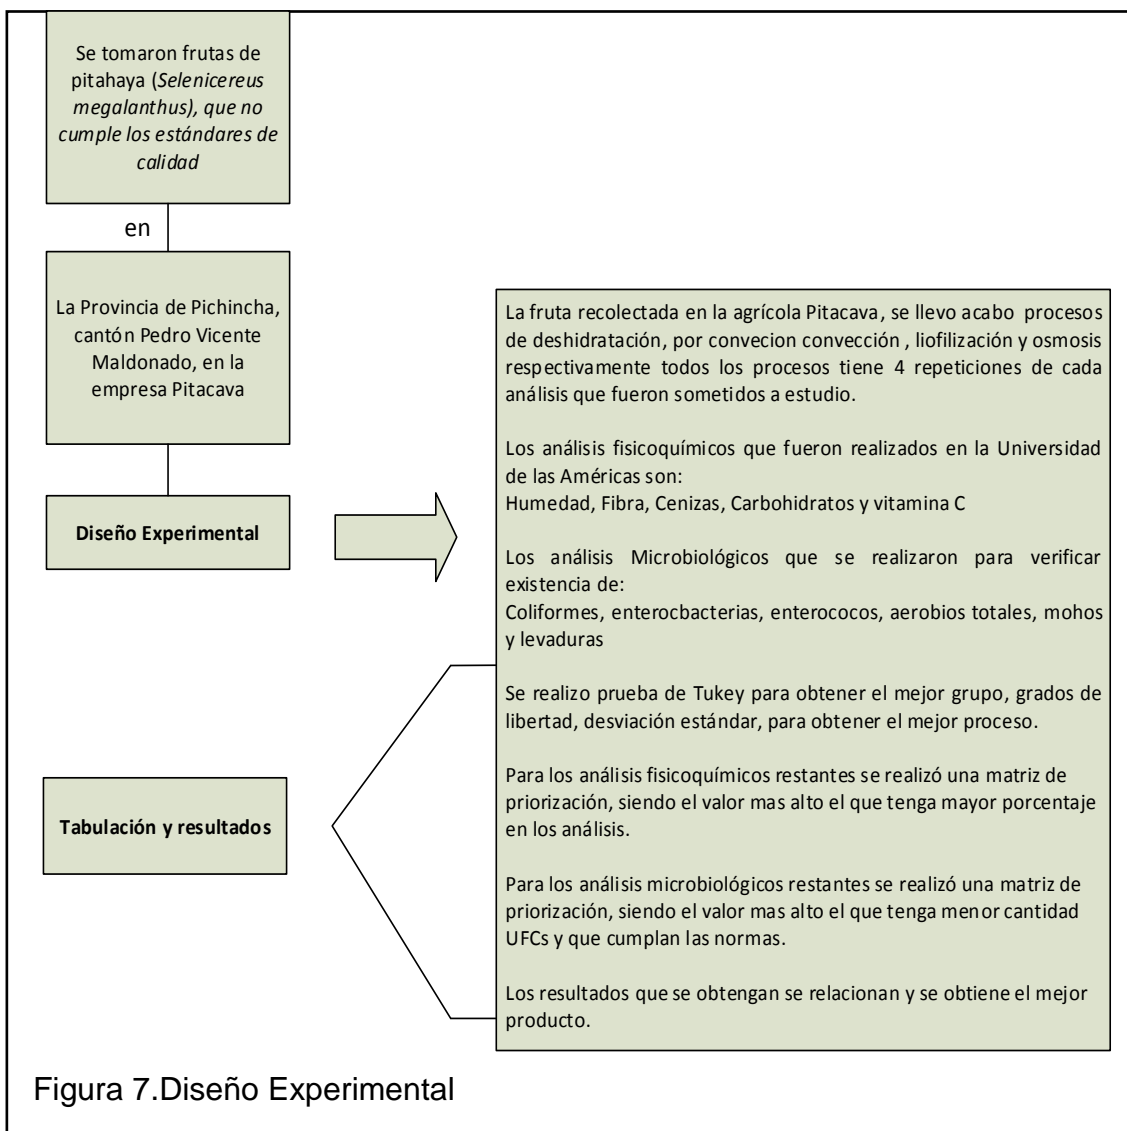 Se tomaron frutas de
pitahaya (Selenicereus
megalanthus), que no
cumple los estándares de
calidad
en
La Provincia de Pichincha,
cantón Pedro Vicente
Maldonado, en la
empresa Pitacava
Diseño Experimental
La fruta recolectada en la agrícola Pitacava, se llevo acabo procesos
de deshidratación, por convecion convección , liofilización y osmosis
respectivamente todos los procesos tiene 4 repeticiones de cada
análisis que fueron sometidos a estudio.
Los análisis fisicoquímicos que fueron realizados en la Universidad
de las Américas son:
Humedad, Fibra, Cenizas, Carbohidratos y vitamina C
Los análisis Microbiológicos que se realizaron para verificar
existencia de:
Coliformes, enterocbacterias, enterococos, aerobios totales, mohos
y levaduras
Se realizo prueba de Tukey para obtener el mejor grupo, grados de
libertad, desviación estándar, para obtener el mejor proceso.
Para los análisis fisicoquímicos restantes se realizó una matriz de
priorización, siendo el valor mas alto el que tenga mayor porcentaje
en los análisis.
Para los análisis microbiológicos restantes se realizó una matriz de
priorización, siendo el valor mas alto el que tenga menor cantidad
UFCs y que cumplan las normas.
Los resultados que se obtengan se relacionan y se obtiene el mejor
producto.
Tabulación y resultados
Figura 7.Diseño Experimental